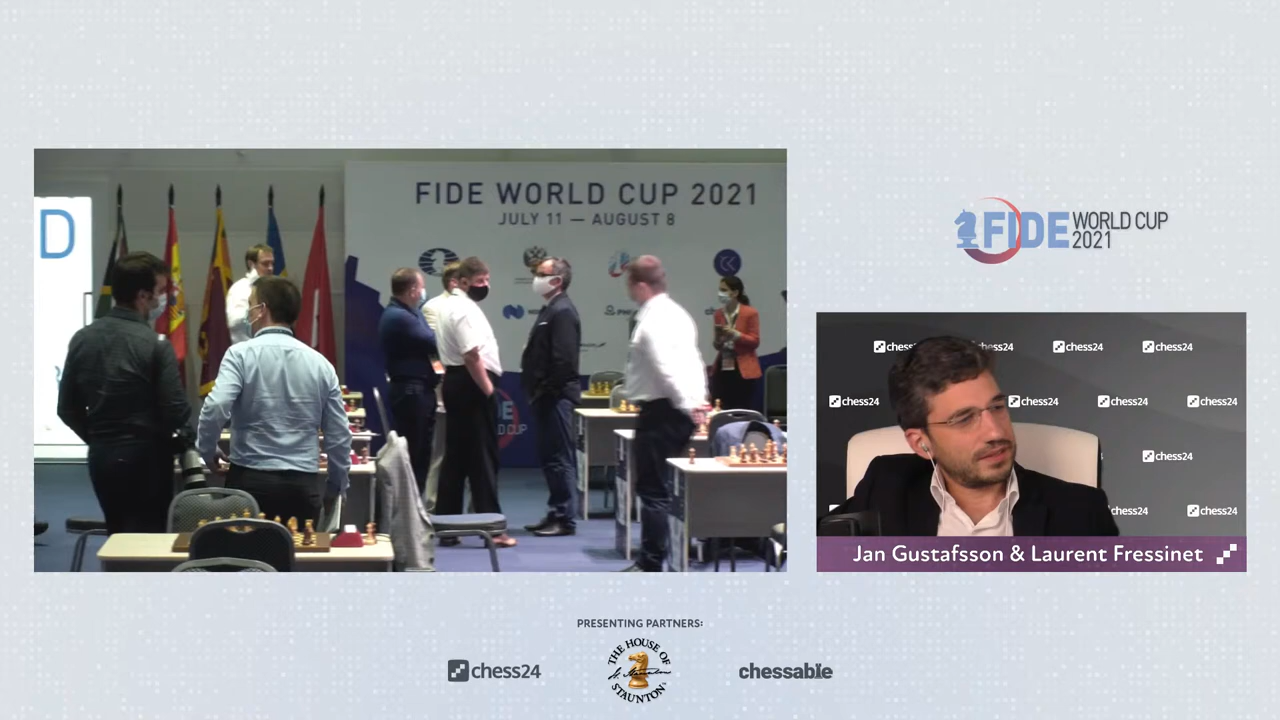 D
FIDE WORLD CUP 2021
JULY 11 — AUGUST 8
FIDE WORLD CUP
2021
chess24
chess24
chess24
chess24
chess24
chess24
chess24
chess24
chess24
chess24
Jan Gustafsson & Laurent Fressinet
PRESENTING PARTNERS:
chess24
THE HOUSE OF
STAUNTON
chessable